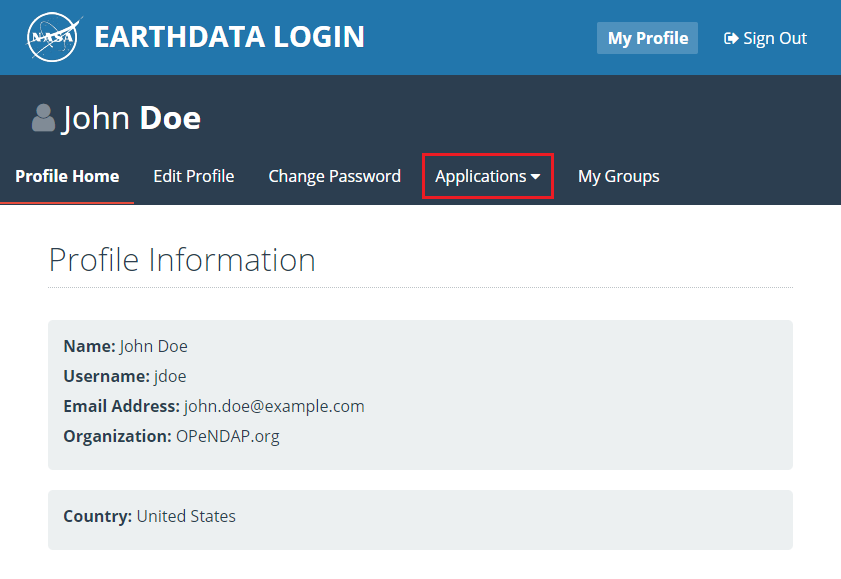 NASA EARTHDATA LOGIN My Profile Sign Out
John Doe
Profile Home Edit Profile Change Password Applications My Groups
Profile Information
Name: John Doe
Username: jdoe
Email Address: john.doe@example.com
Organization: OPeNDAP.org
Country: United States